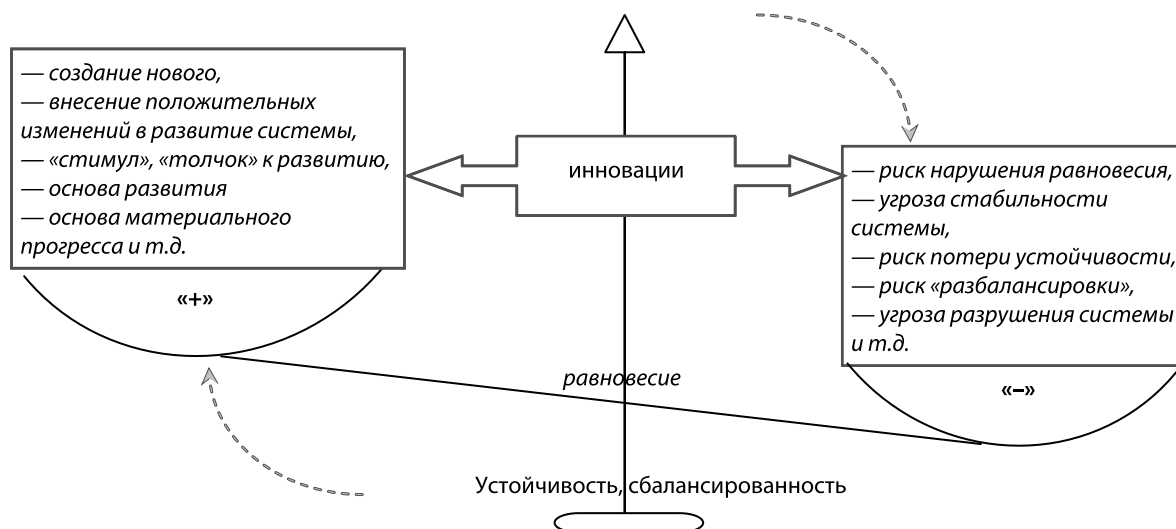 — создание нового,
— внесение положительных
изменений в развитие системы,
— «стимул», «толчок» к развитию,
— основа развития
— основа материального
прогресса и т.д.
«+»
инновации
— риск нарушения равновесия,
— угроза стабильности
системы,
— риск потери устойчивости,
— риск «разбалансировки»,
— угроза разрушения системы
и т.д.
«–»
равновесие
Устойчивость, сбалансированность